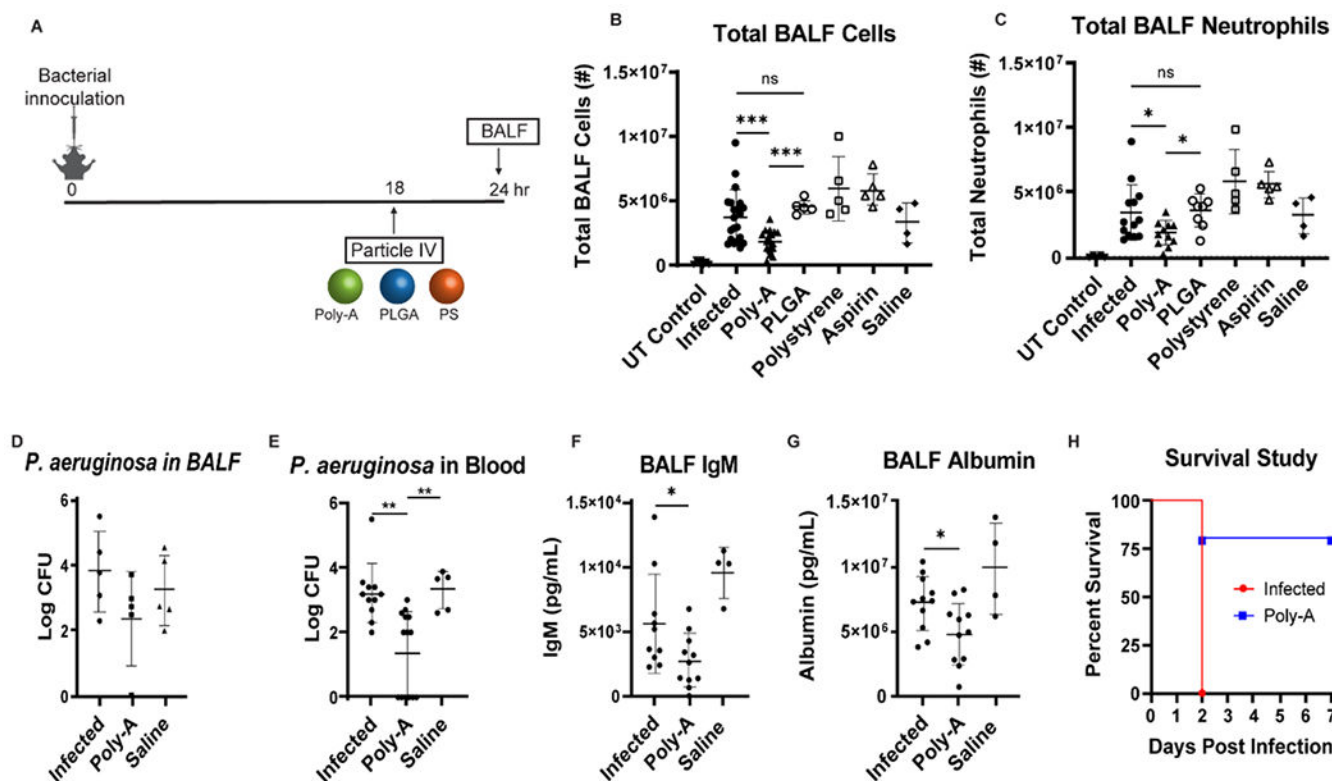 A
Bacterial
innoculation
0
18
24 hr
BALF
Particle IV
Poly-A
PLGA
PS
B
Total BALF Cells
Total BALF Cells (#)
1.5×10⁷
1×10⁷
5×10⁶
0
ns
***
***
UT Control
Infected
Poly-A
PLGA
Polystyrene
Aspirin
Saline
C
Total BALF Neutrophils
Total Neutrophils (#)
1.5×10⁷
1×10⁷
5×10⁶
0
ns
*
*
UT Control
Infected
Poly-A
PLGA
Polystyrene
Aspirin
Saline
D
P. aeruginosa in BALF
Log CFU
6
4
2
0
Infected
Poly-A
Saline
E
P. aeruginosa in Blood
Log CFU
6
4
2
0
**
**
Infected
Poly-A
Saline
F
BALF IgM
IgM (pg/mL)
1.5×10⁴
1×10⁴
5×10³
0
*
Infected
Poly-A
Saline
G
BALF Albumin
Albumin (pg/mL)
1.5×10⁷
1×10⁷
5×10⁶
0
*
Infected
Poly-A
Saline
H
Survival Study
Percent Survival
100
75
50
25
0
Infected
Poly-A
0 1 2 3 4 5 6 7
Days Post Infection